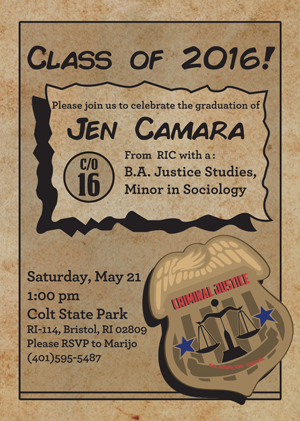 Class of 2016!
Please join us to celebrate the graduation of
Jen Camara
C/O
16
From RIC with a:
B.A. Justice Studies,
Minor in Sociology
Saturday, May 21
1:00 pm
Colt State Park
RI-114, Bristol, RI 02809
Please RSVP to Marijo
(401)595-5487
CRIMINAL JUSTICE